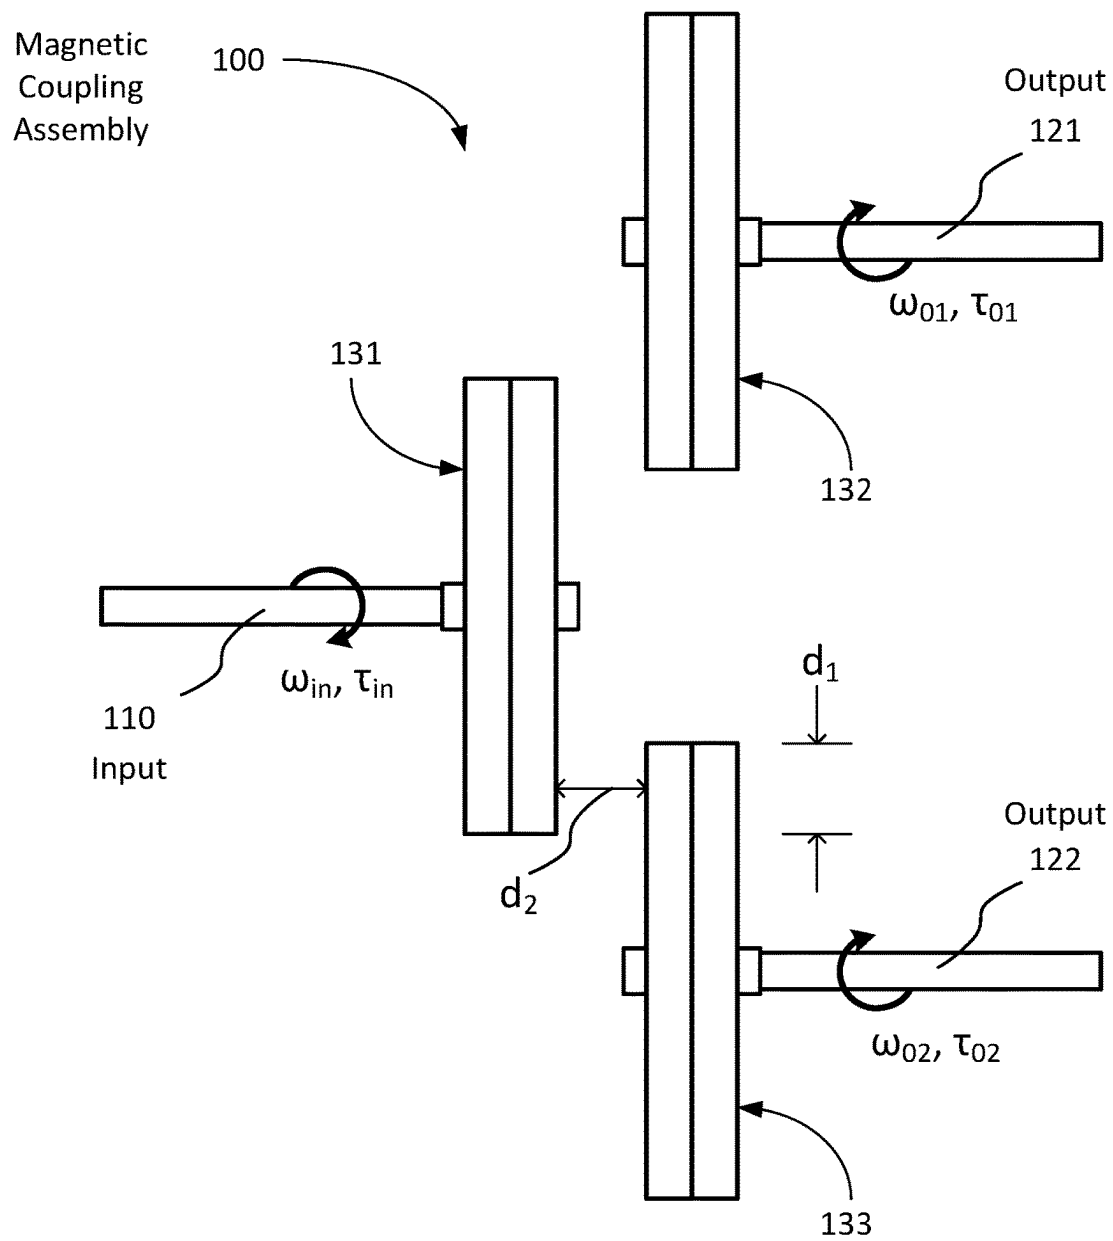 Magnetic
Coupling
Assembly
100
Output
121
ω01, τ01
131
132
ωin, τin
110
Input
d1
d2
Output
122
ω02, τ02
133